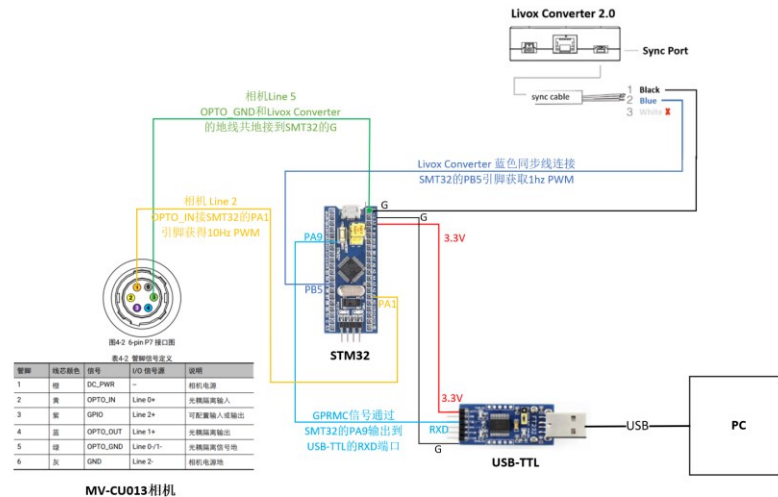 Livox Converter 2.0
Sync Port
sync cable
1 Black
2 Blue
3 White X
相机Line 5
OPTO_GND和Livox Converter
的地线共地接到SMT32的G
Livox Converter 蓝色同步线连接
SMT32的PB5引脚获取1hz PWM
相机 Line 2
OPTO_IN接SMT32的PA1
引脚获得10Hz PWM
G
G
PA9
3.3V
PB5
PA1
STM32
1
2
3
4
5
6
图4-2 6-pin P7 接口图
表4-2 管脚信号定义
管脚 线芯颜色 信号 I/O 信号源 说明
1 橙 DC_PWR – 相机电源
2 黄 OPTO_IN Line 0+ 光耦隔离输入
3 紫 GPIO Line 2+ 可配置输入或输出
4 蓝 OPTO_OUT Line 1+ 光耦隔离输出
5 绿 OPTO_GND Line 0-/1- 光耦隔离信号地
6 灰 GND Line 2- 相机电源地
MV-CU013相机
GPRMC信号通过
SMT32的PA9输出到
USB-TTL的RXD端口
3.3V
RXD
G
USB-TTL
USB
PC